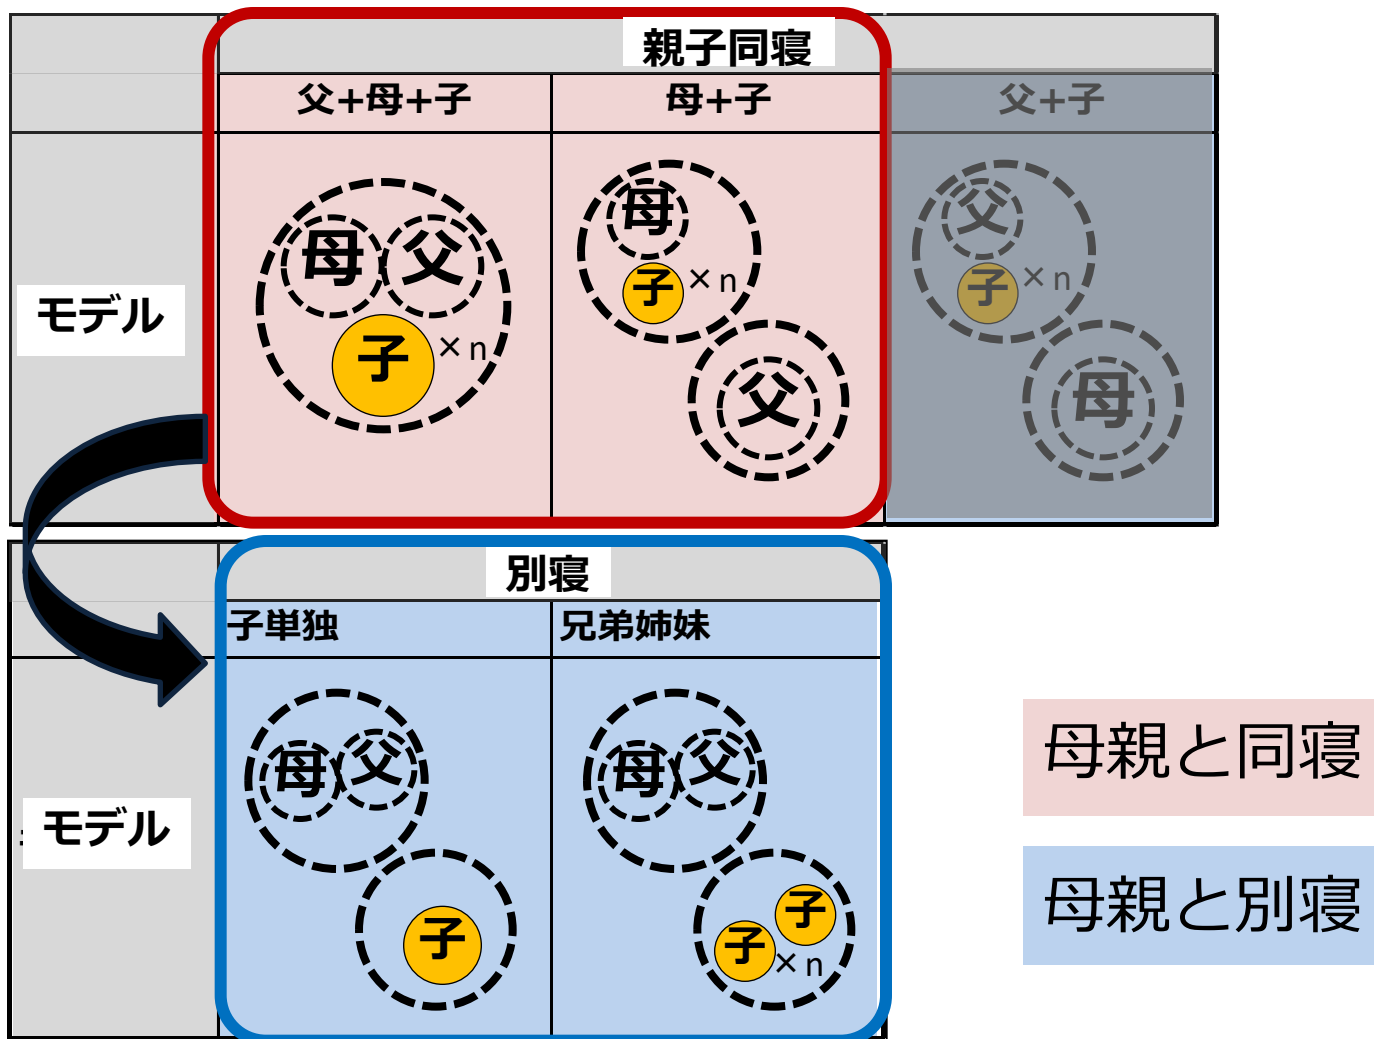 親子同寝
父+母+子
母+子
父+子
モデル
母
父
子
×n
母
子
×n
父
父
子
×n
母
別寝
子単独
兄弟姉妹
モデル
母
父
子
母
父
子
子
×n
母親と同寝
母親と別寝